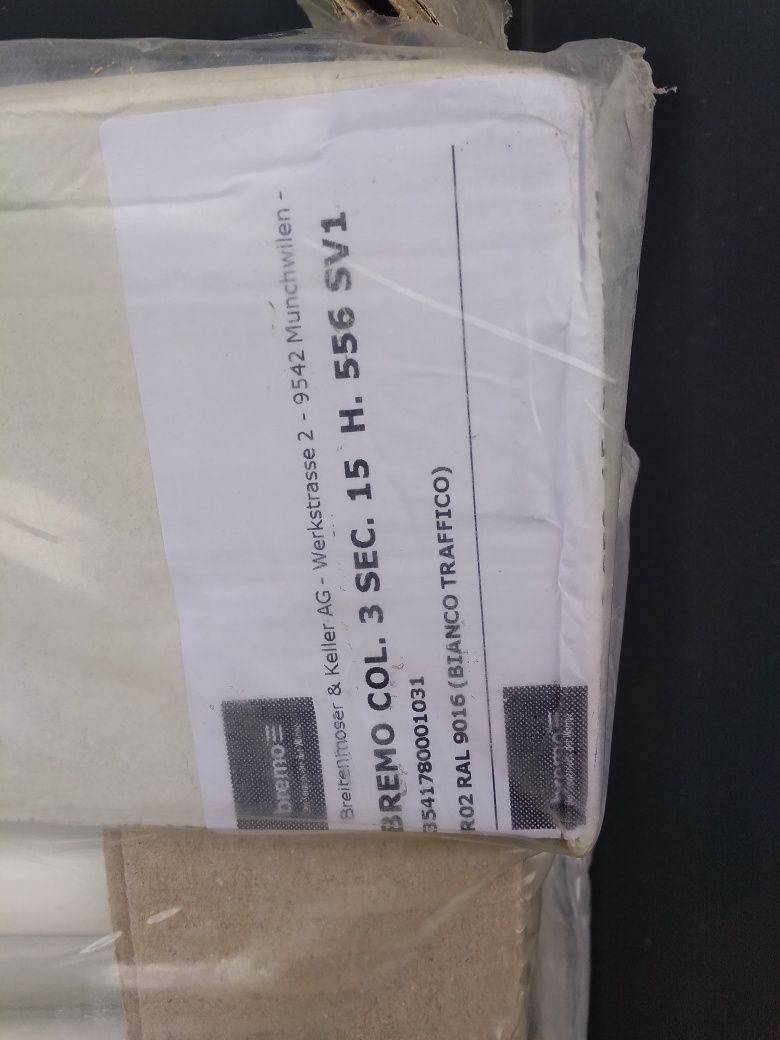 bremo
Breitenmoser & Keller AG - Werkstrasse 2 - 9542 Munchwilen -
BREMO COL. 3 SEC. 15 H. 556 SV1
3541780001031
R02 RAL 9016 (BIANCO TRAFFICO)
bremo